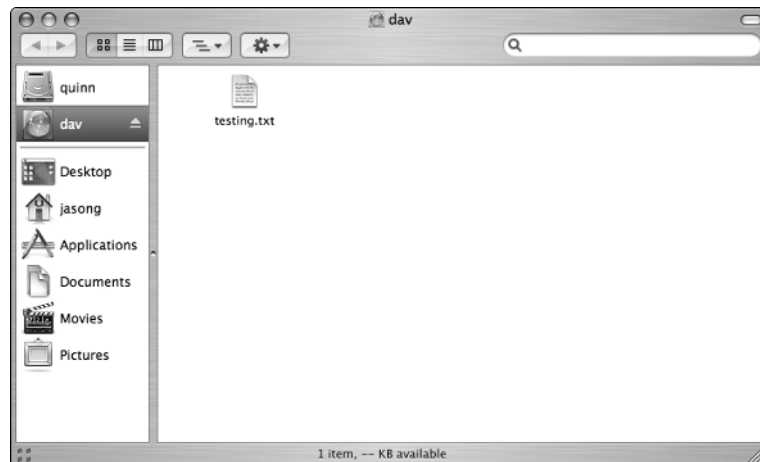 dav
quinn
dav
Desktop
jasong
Applications
Documents
Movies
Pictures
testing.txt
1 item, -- KB available